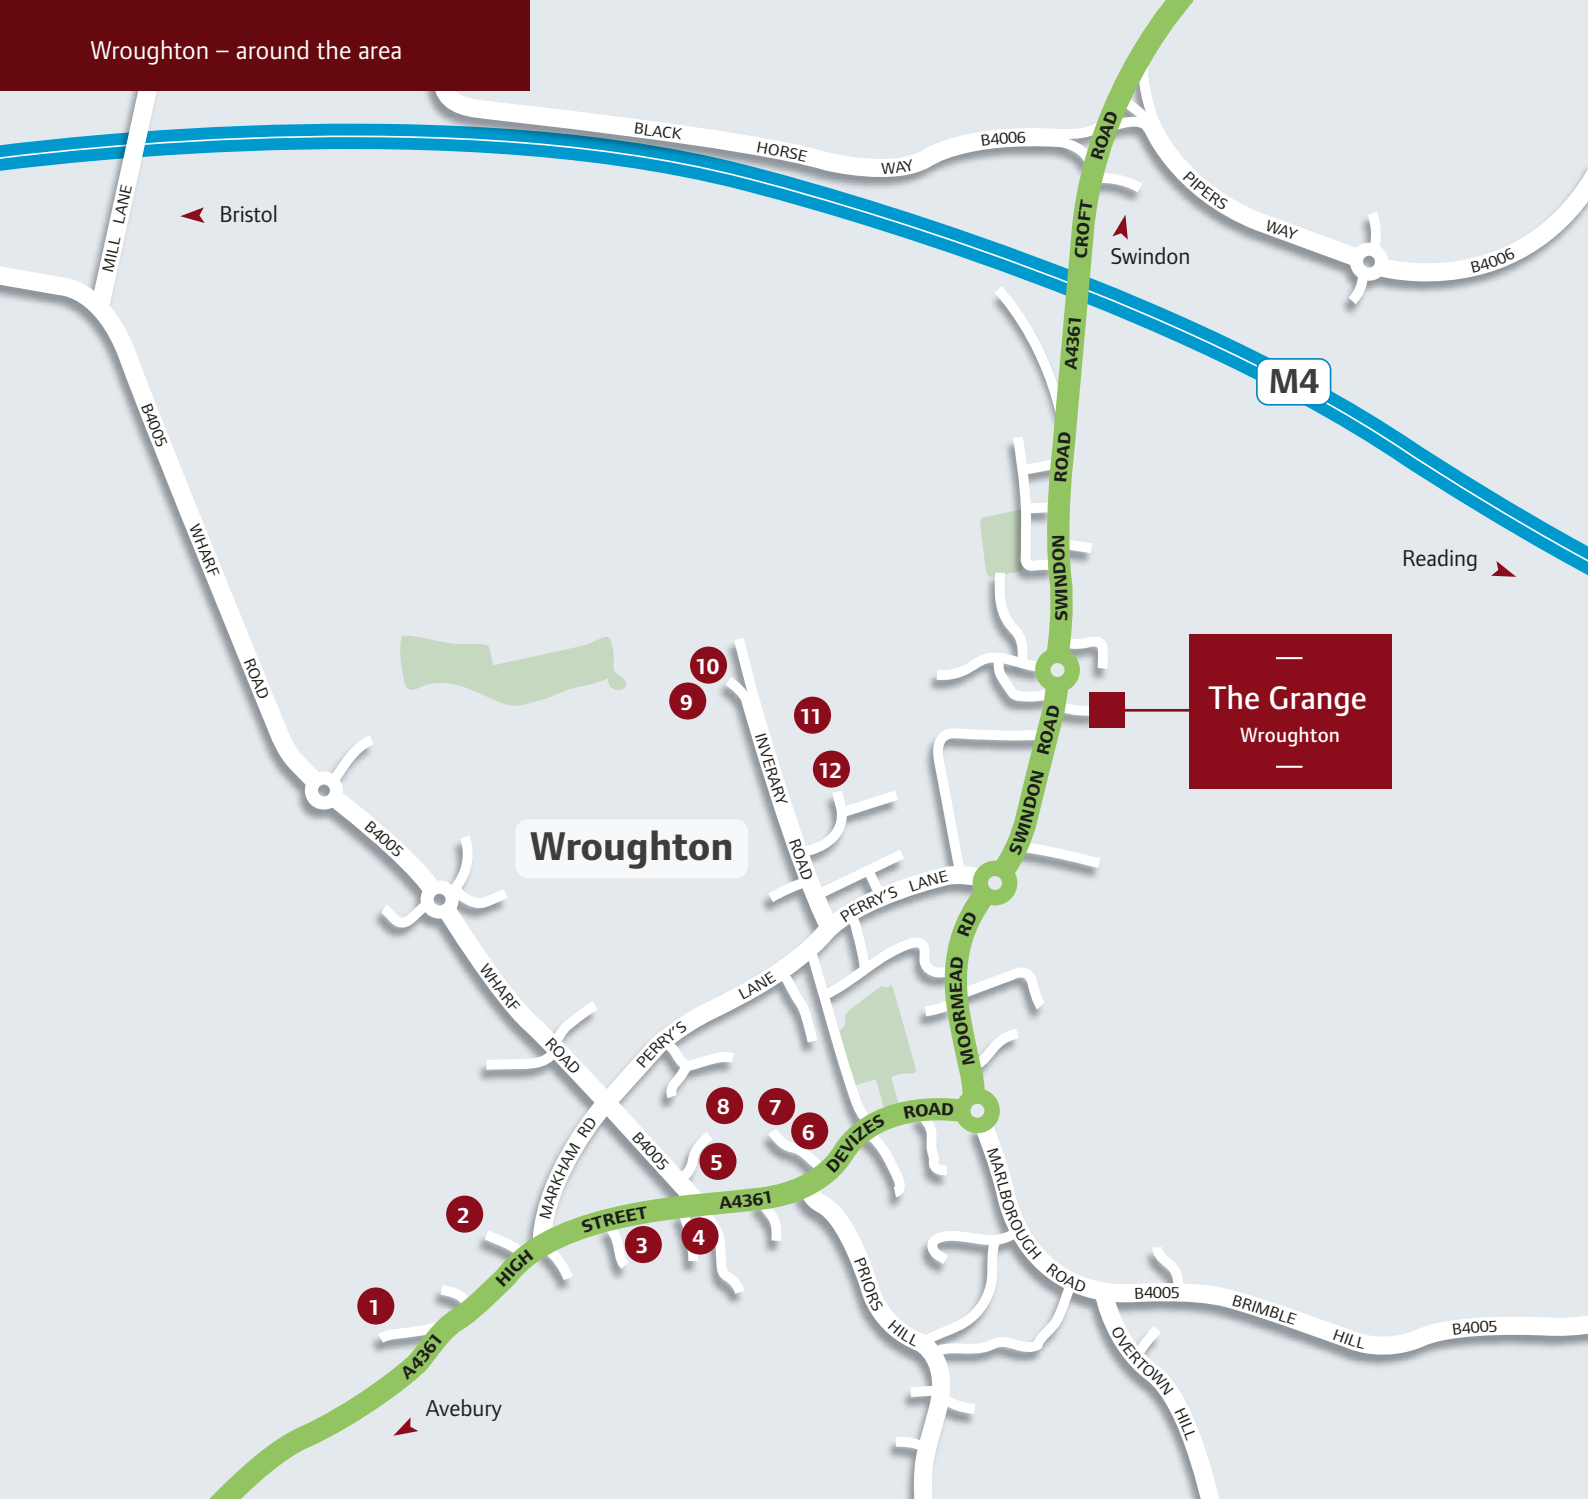 Wroughton – around the area
BLACK HORSE WAY B4006
CROFT ROAD
PIPERS WAY B4006
MILL LANE
Bristol
Swindon
A4361
M4
B4005
WHARF ROAD
SWINDON ROAD
Reading
The Grange
Wroughton
10
9
11
12
INVERARY ROAD
SWINDON ROAD
B4005
Wroughton
PERRY'S LANE
MOORMEAD RD
WHARF ROAD
PERRY'S LANE
8
7
6
5
DEVIZES ROAD
MARKHAM RD
B4005
MARLBOROUGH ROAD
2
HIGH STREET A4361
3
4
1
A4361
PRIORS HILL
B4005
BRIMBLE HILL
B4005
OVERTOWN HILL
Avebury